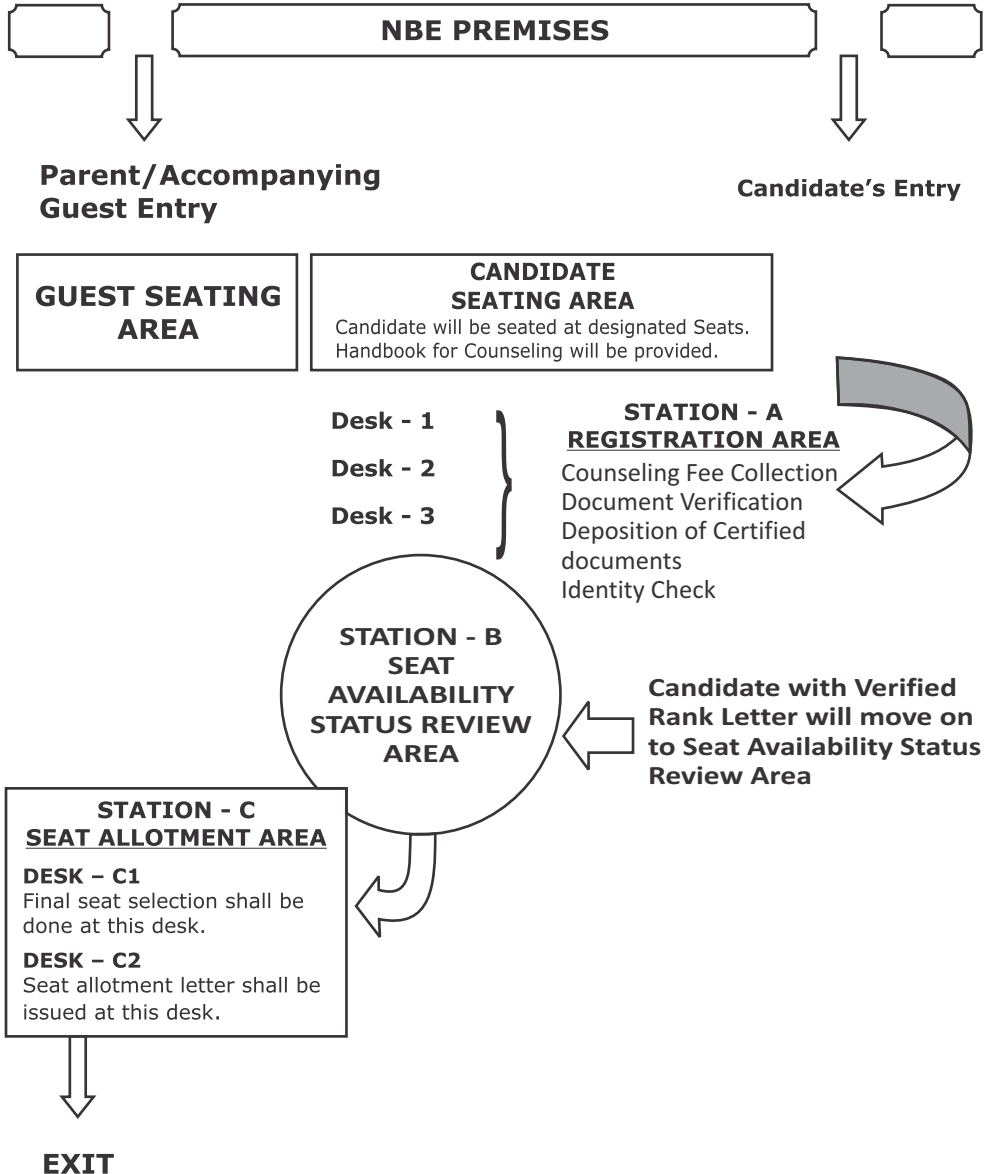 NBE PREMISES
Parent/Accompanying
Guest Entry
Candidate’s Entry
GUEST SEATING
AREA
CANDIDATE
SEATING AREA
Candidate will be seated at designated Seats.
Handbook for Counseling will be provided.
Desk - 1
Desk - 2
Desk - 3
STATION - A
REGISTRATION AREA
Counseling Fee Collection
Document Verification
Deposition of Certified
documents
Identity Check
STATION - B
SEAT
AVAILABILITY
STATUS REVIEW
AREA
Candidate with Verified
Rank Letter will move on
to Seat Availability Status
Review Area
STATION - C
SEAT ALLOTMENT AREA
DESK – C1
Final seat selection shall be
done at this desk.
DESK – C2
Seat allotment letter shall be
issued at this desk.
EXIT